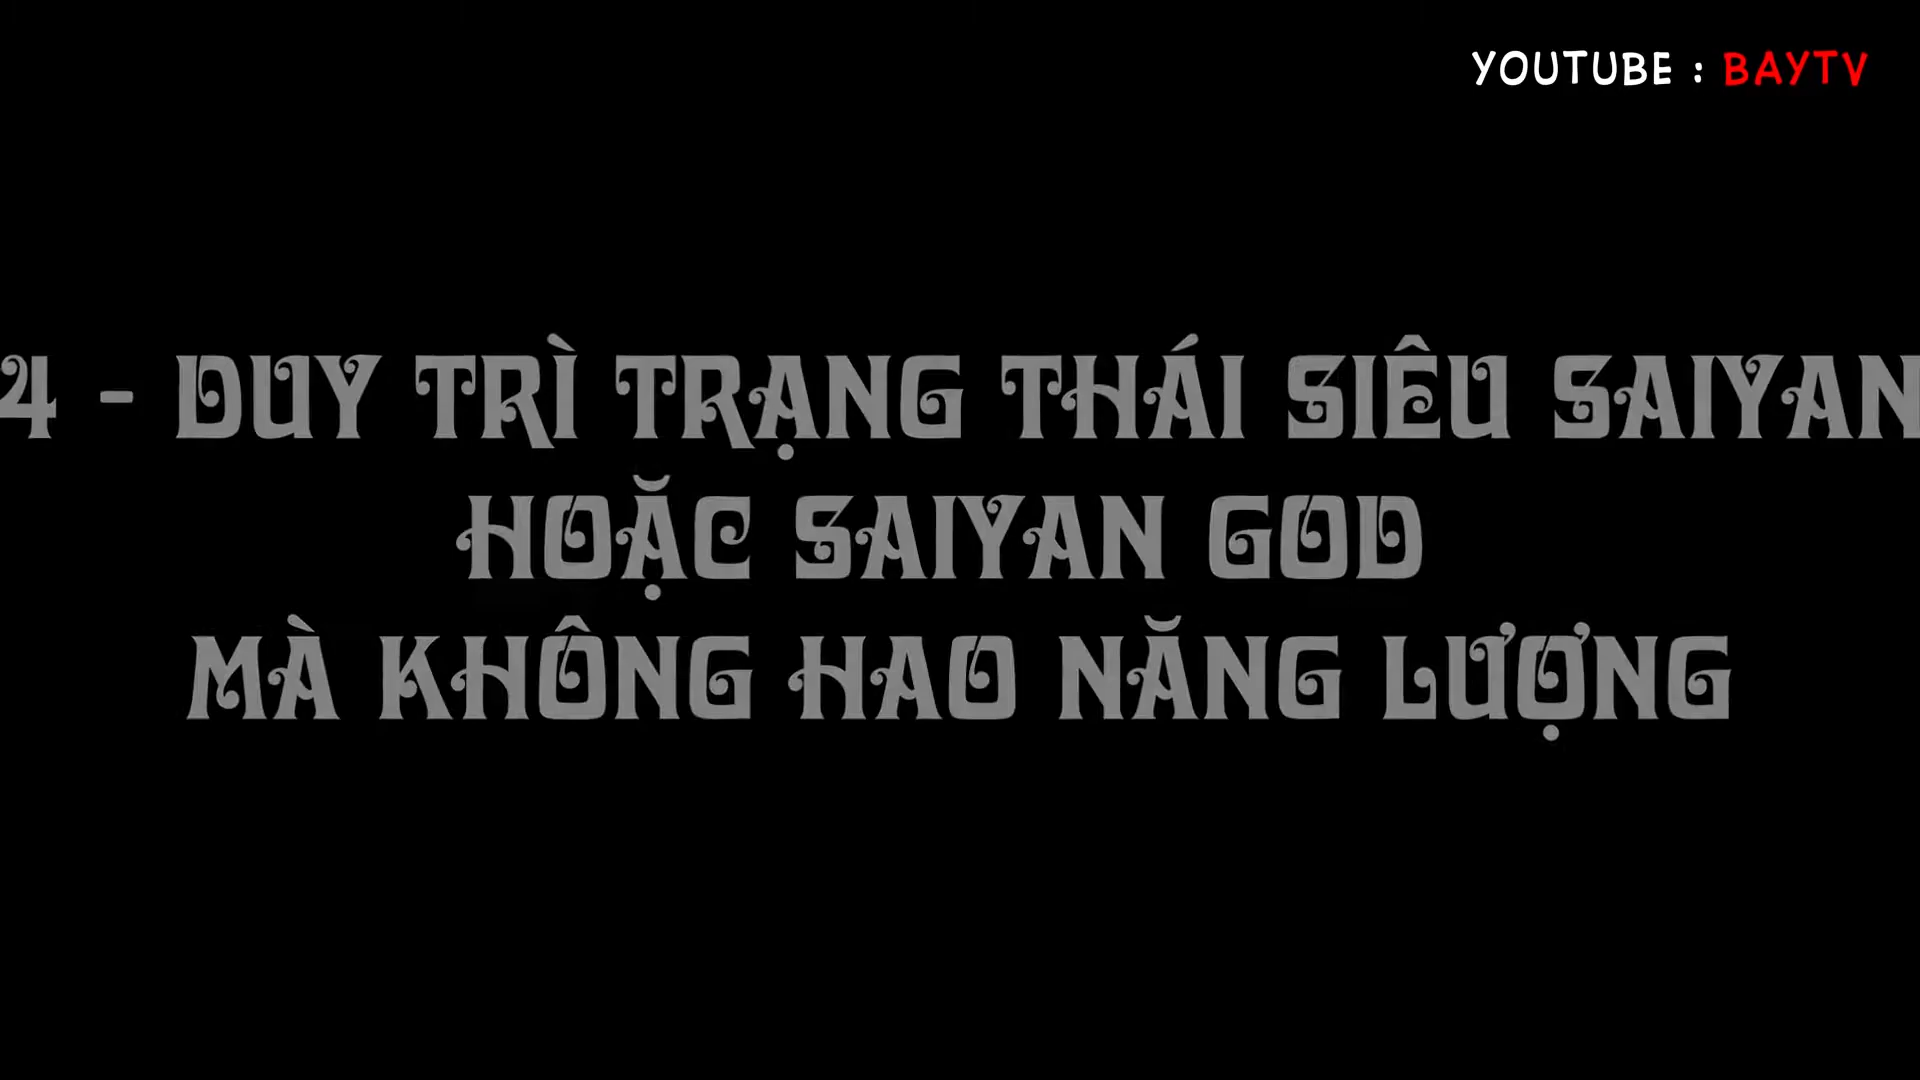 YOUTUBE : BAYTV
4 - DUY TRÌ TRẠNG THÁI SIÊU SAIYAN
HOẶC SAIYAN GOD
MÀ KHÔNG HAO NĂNG LƯỢNG